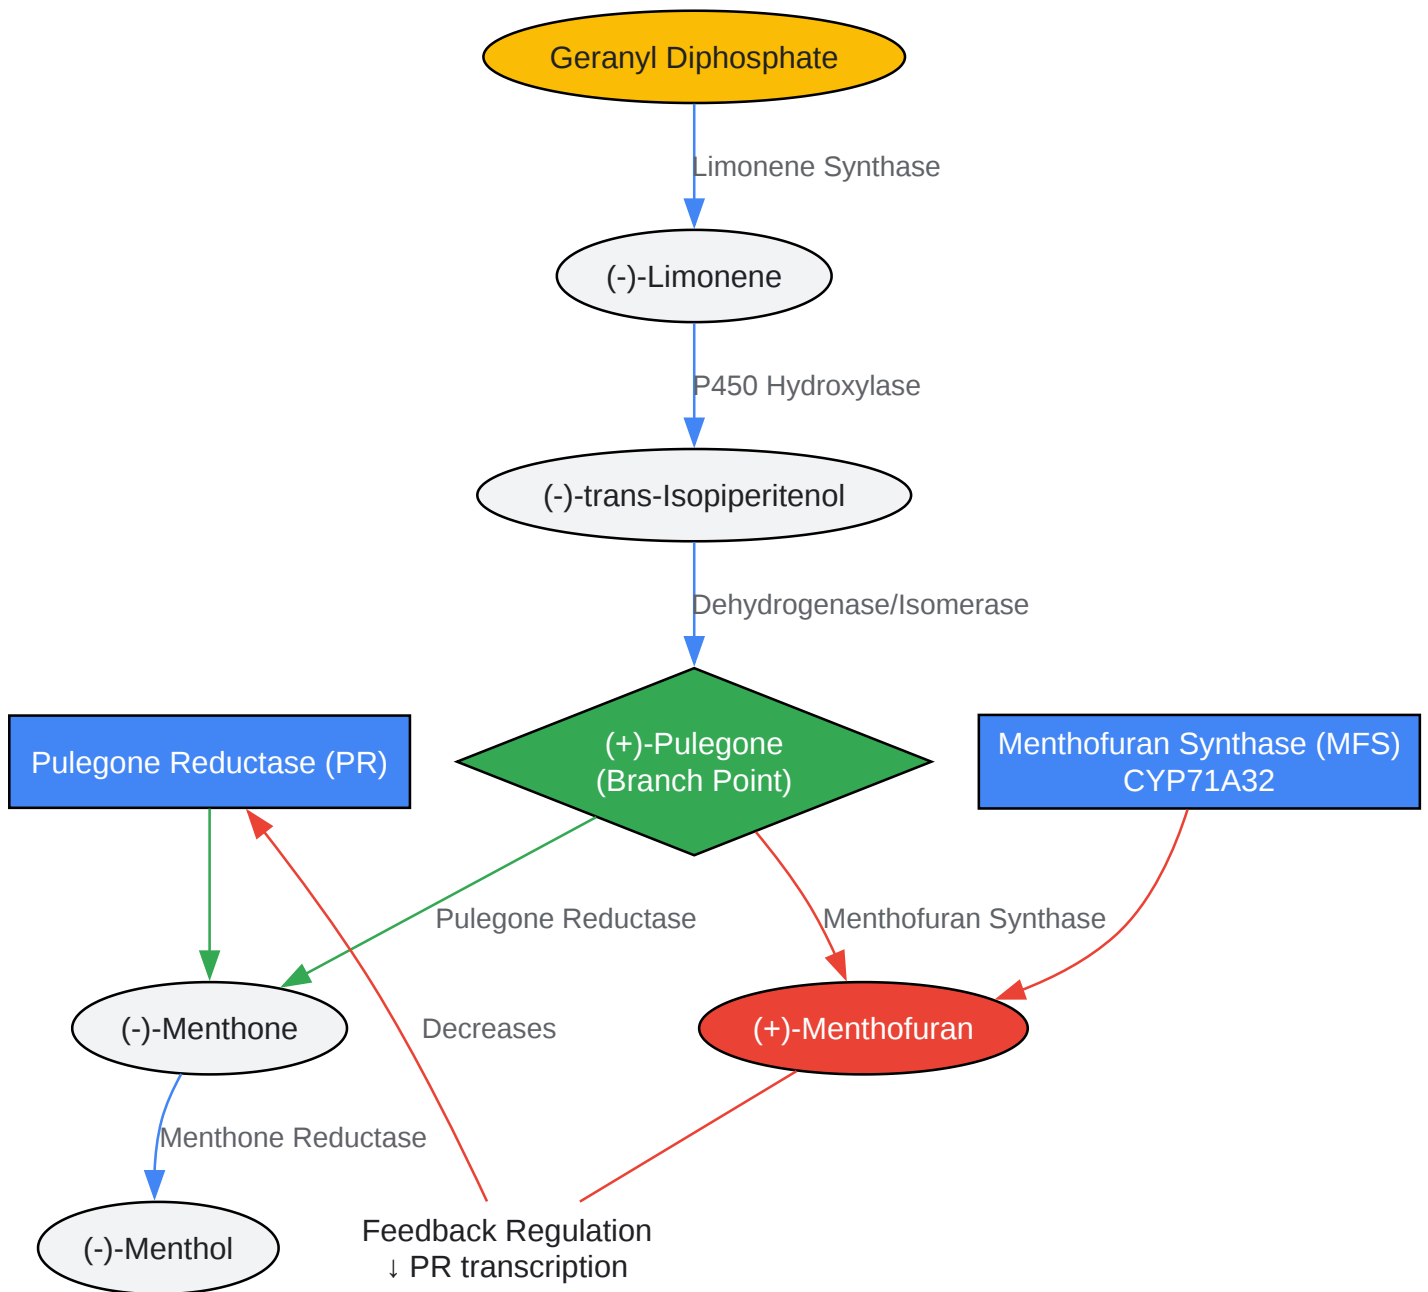 Geranyl Diphosphate
Limonene Synthase
(-)-Limonene
P450 Hydroxylase
(-)-trans-Isopiperitenol
Dehydrogenase/Isomerase
Pulegone Reductase (PR)
(+)-Pulegone
(Branch Point)
Menthofuran Synthase (MFS)
CYP71A32
Pulegone Reductase
Menthofuran Synthase
(-)-Menthone
Decreases
(+)-Menthofuran
Menthone Reductase
(-)-Menthol
Feedback Regulation
↓ PR transcription